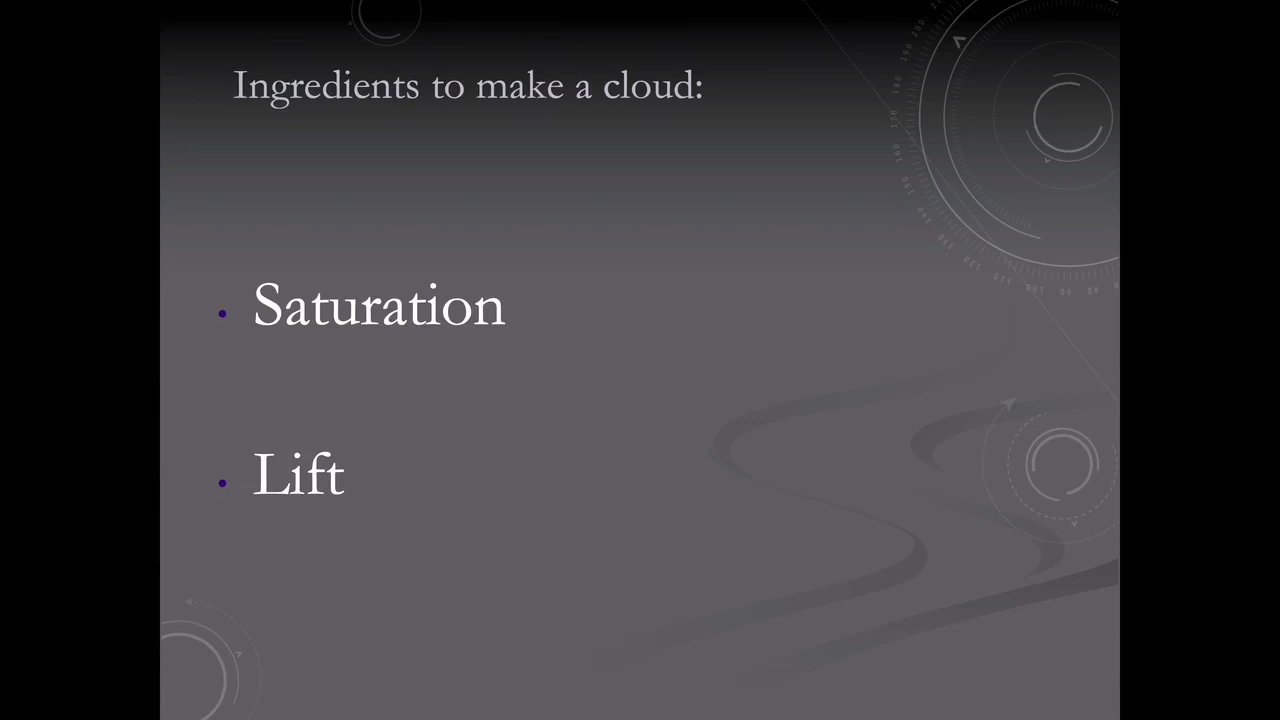 Ingredients to make a cloud:
• Saturation
• Lift